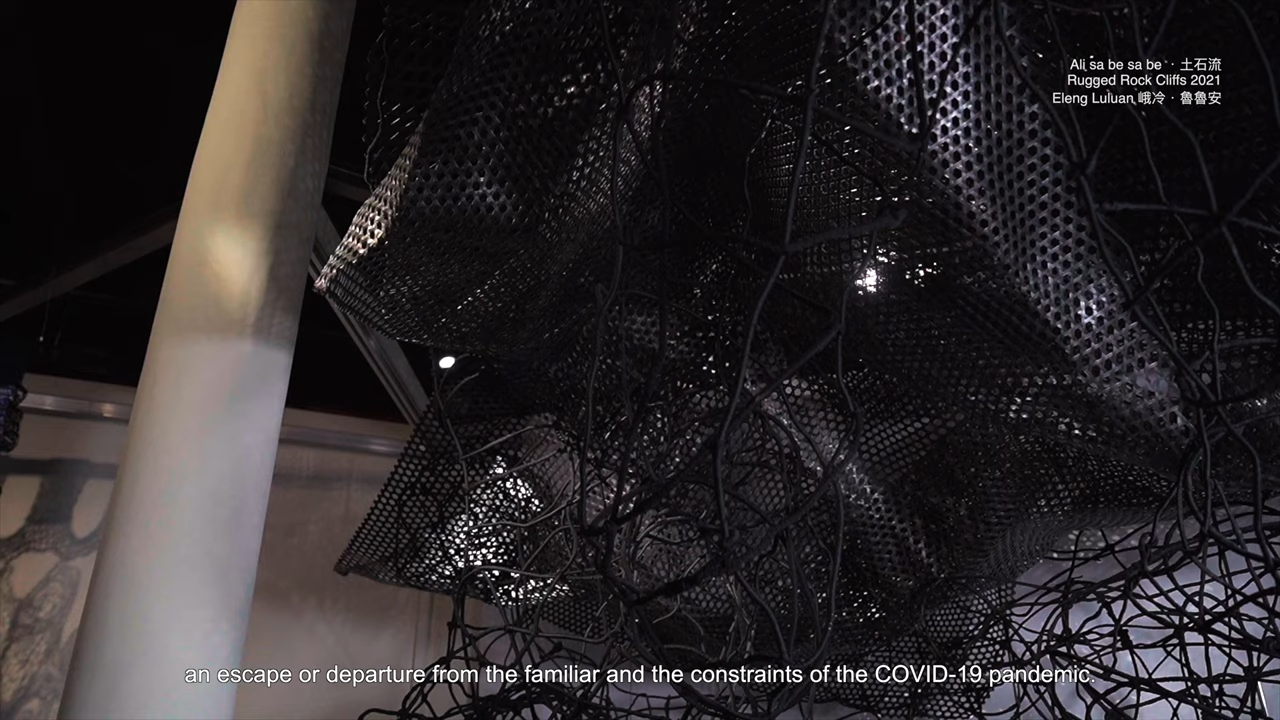 Ali sa be sa be · 土石流
Rugged Rock Cliffs 2021
Eleng Luluan 峨冷 · 魯魯安
an escape or departure from the familiar and the constraints of the COVID-19 pandemic.